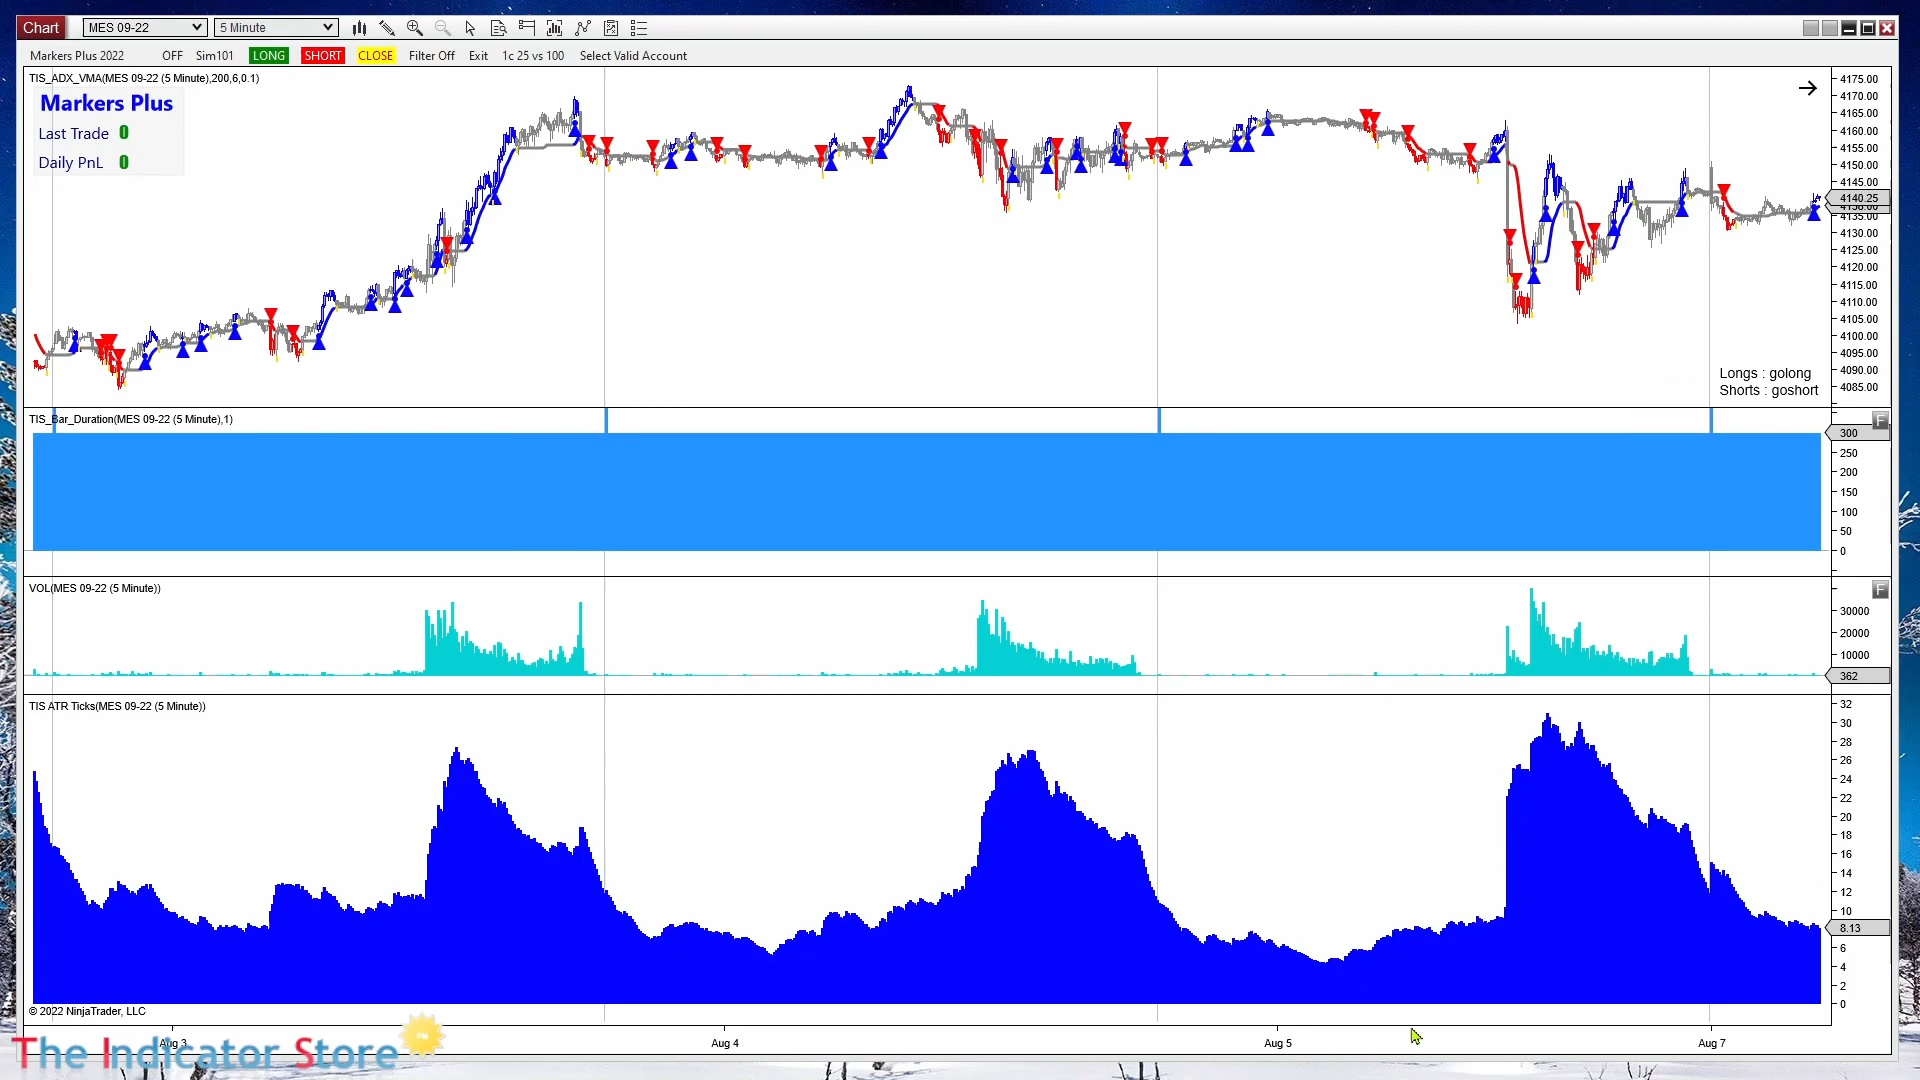 Chart MES 09-22 5 Minute
Markers Plus 2022 OFF Sim101 LONG SHORT CLOSE Filter Off Exit 1c 25 vs 100 Select Valid Account
TIS_ADX_VMA(MES 09-22 (5 Minute),200,6,0.1)
Markers Plus
Last Trade 0
Daily PnL 0
4175.00
4170.00
4165.00
4160.00
4155.00
4150.00
4145.00
4140.25
4135.00
4130.00
4125.00
4120.00
4115.00
4110.00
4105.00
4100.00
4095.00
4090.00
4085.00
Longs : golong
Shorts : goshort
TIS_Bar_Duration(MES 09-22 (5 Minute),1)
F
300
250
200
150
100
50
0
VOL(MES 09-22 (5 Minute))
F
30000
20000
10000
362
TIS ATR Ticks(MES 09-22 (5 Minute))
32
30
28
26
24
22
20
18
16
14
12
10
8.13
6
4
2
0
© 2022 NinjaTrader, LLC
Aug 3 Aug 4 Aug 5 Aug 7
The Indicator Store